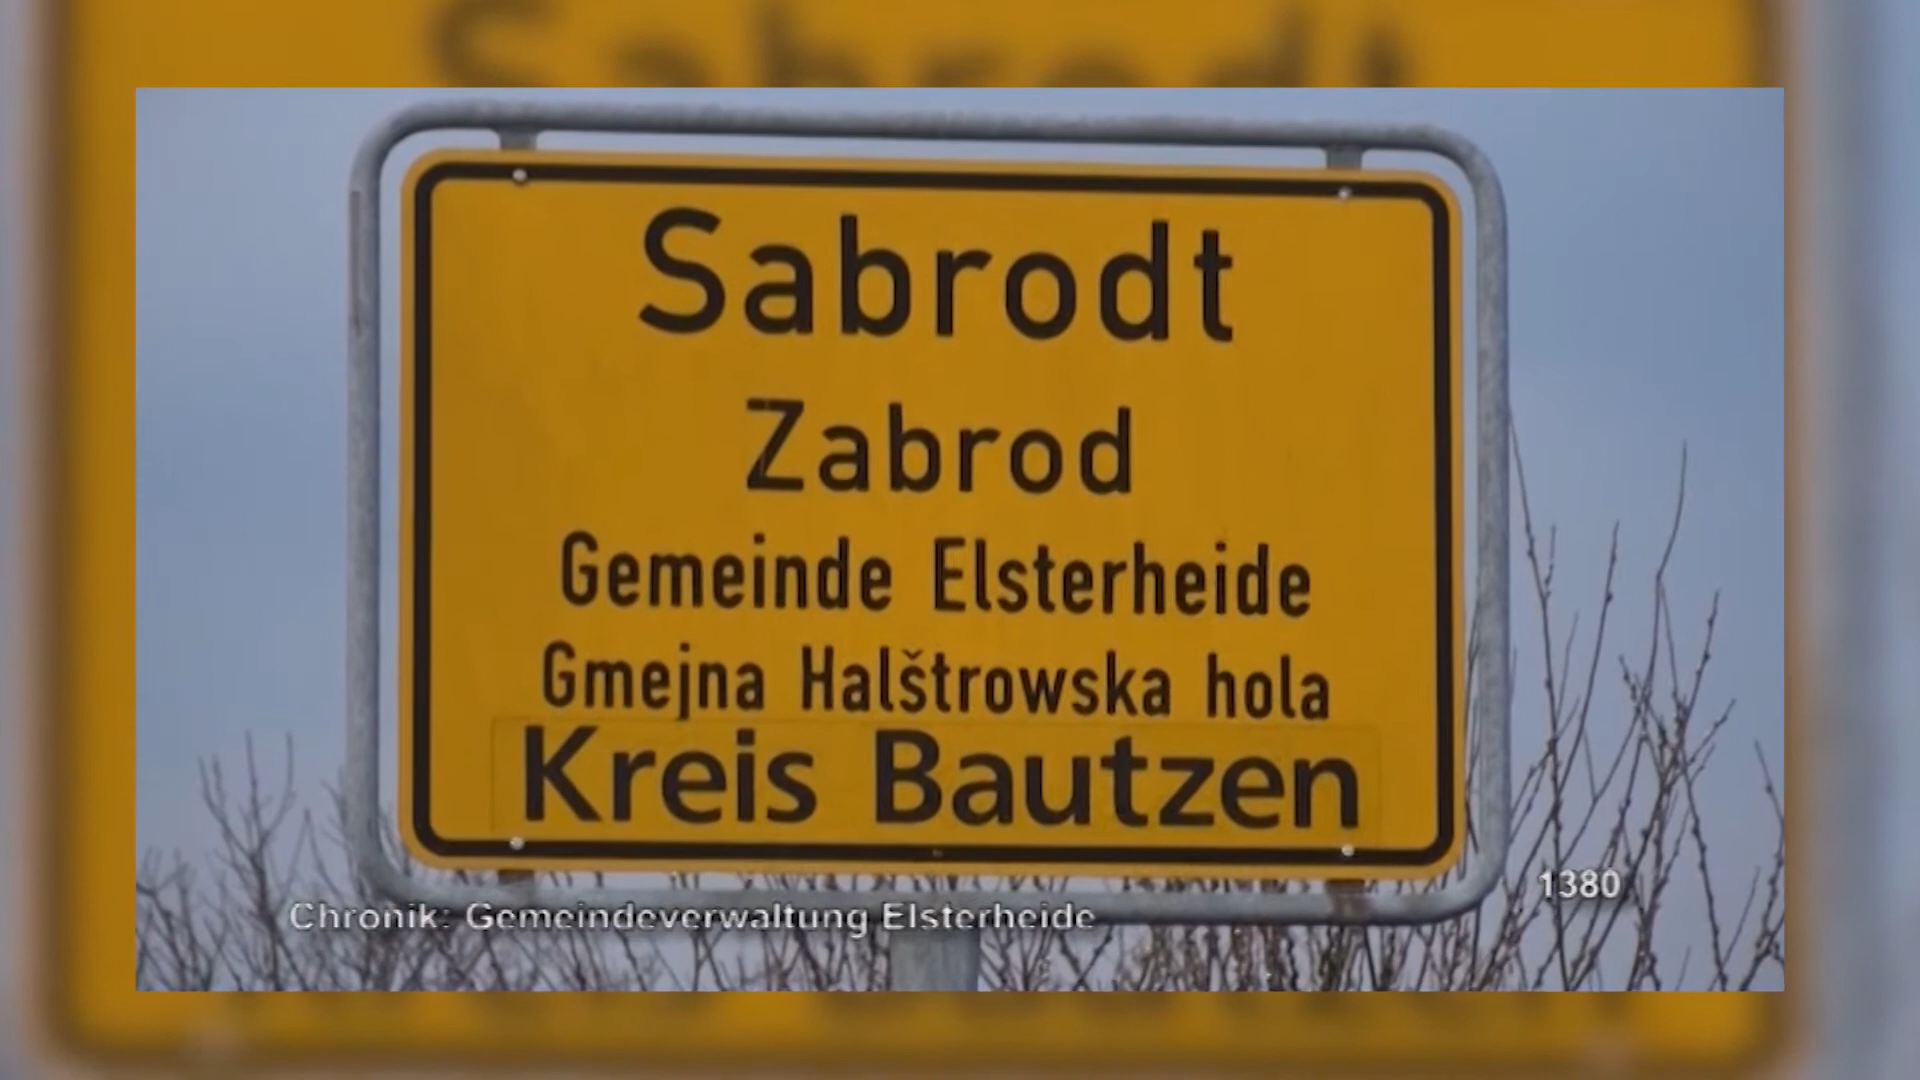 Sabrodt
Zabrod
Gemeinde Elsterheide
Gmejna Halštrowska hola
Kreis Bautzen
1380
Chronik: Gemeindeverwaltung Elsterheide